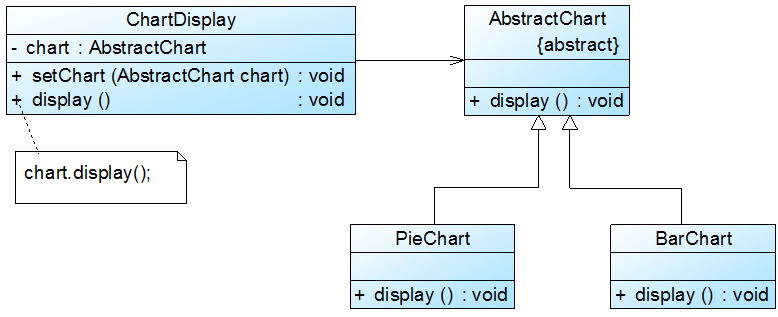 ChartDisplay
- chart : AbstractChart
+ setChart (AbstractChart chart) : void
+ display () : void
chart.display();
AbstractChart
{abstract}
+ display () : void
PieChart
+ display () : void
BarChart
+ display () : void